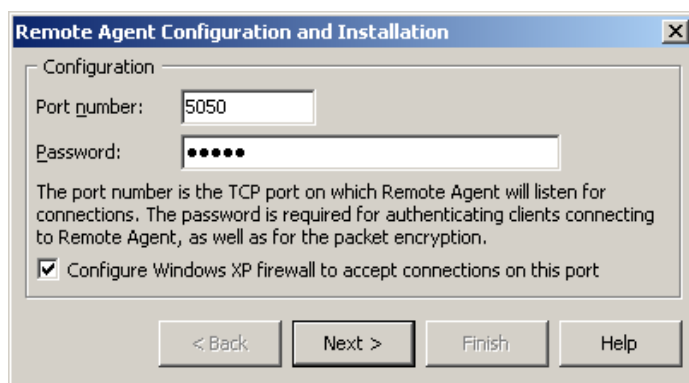 Remote Agent Configuration and Installation
Configuration
Port number: 5050
Password: •••••
The port number is the TCP port on which Remote Agent will listen for
connections. The password is required for authenticating clients connecting
to Remote Agent, as well as for the packet encryption.
Configure Windows XP firewall to accept connections on this port
< Back Next > Finish Help